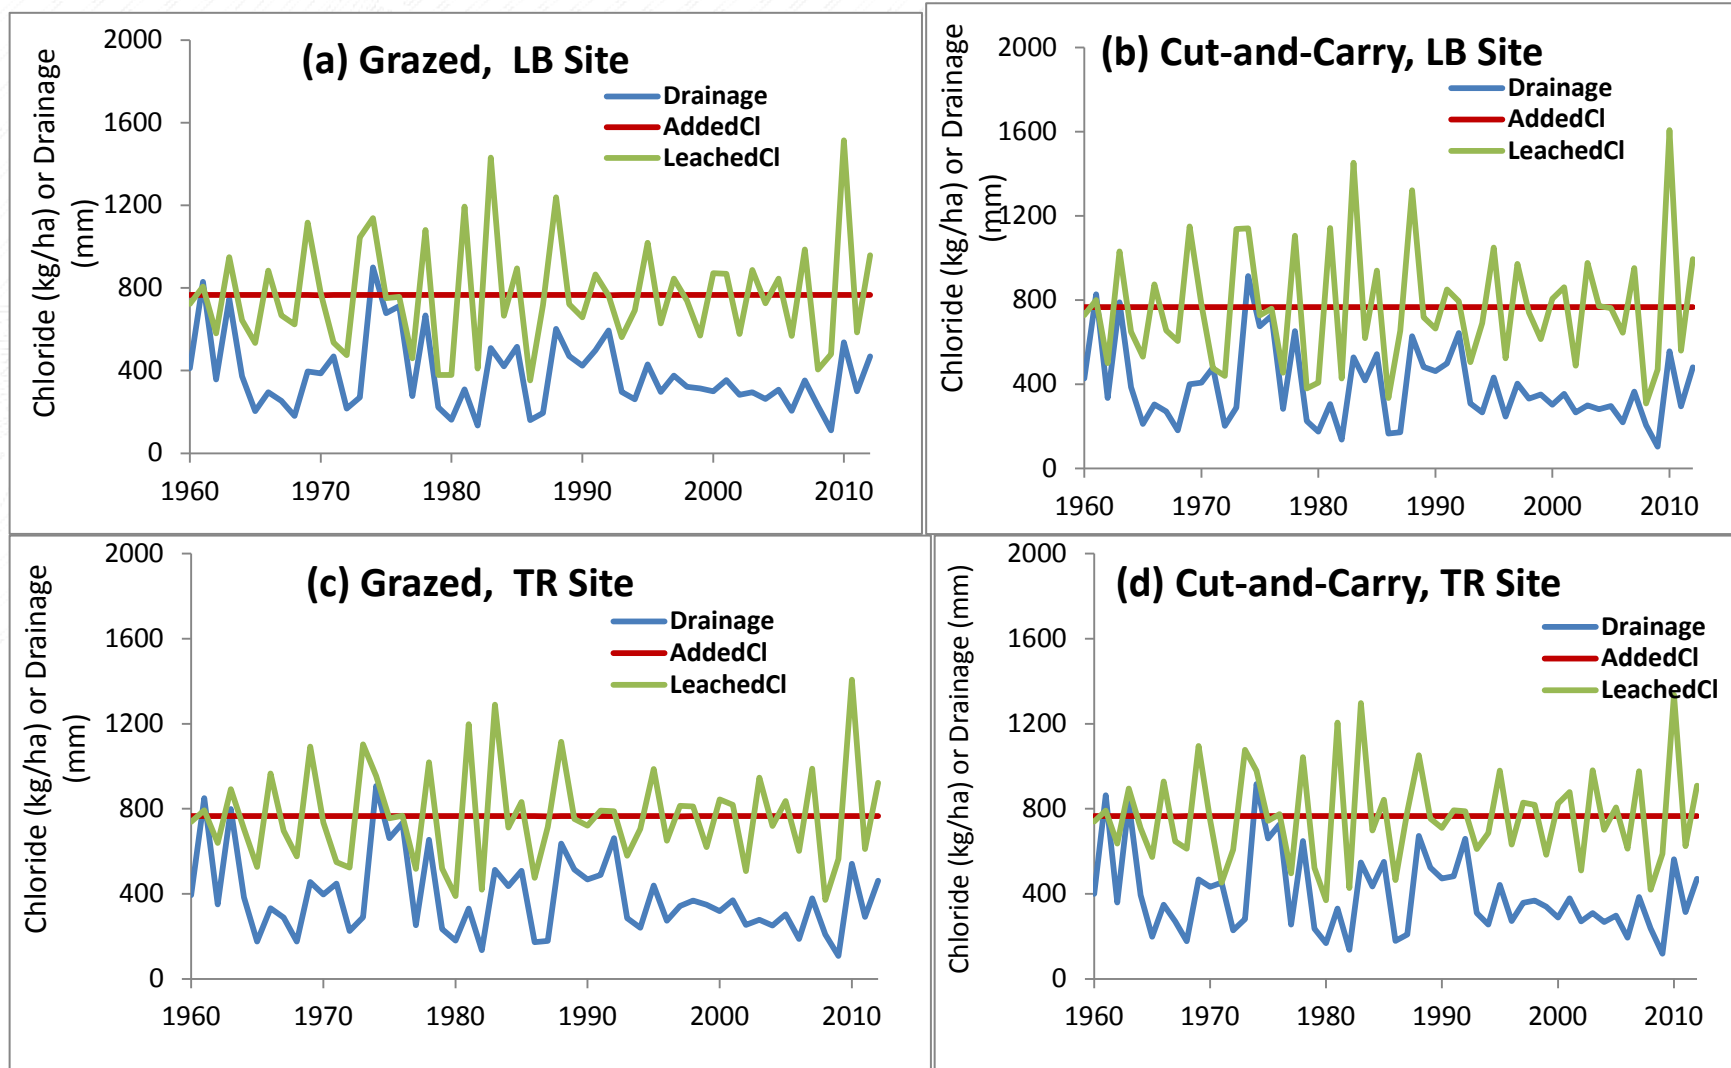 (a) Grazed, LB Site
Chloride (kg/ha) or Drainage
(mm)
2000
1600
1200
800
400
0
Drainage
AddedCl
LeachedCl
1960 1970 1980 1990 2000 2010
(b) Cut-and-Carry, LB Site
Chloride (kg/ha) or Drainage
(mm)
2000
1600
1200
800
400
0
Drainage
AddedCl
LeachedCl
1960 1970 1980 1990 2000 2010
(c) Grazed, TR Site
Chloride (kg/ha) or Drainage
(mm)
2000
1600
1200
800
400
0
Drainage
AddedCl
LeachedCl
1960 1970 1980 1990 2000 2010
(d) Cut-and-Carry, TR Site
Chloride (kg/ha) or Drainage (mm)
2000
1600
1200
800
400
0
Drainage
AddedCl
LeachedCl
1960 1970 1980 1990 2000 2010